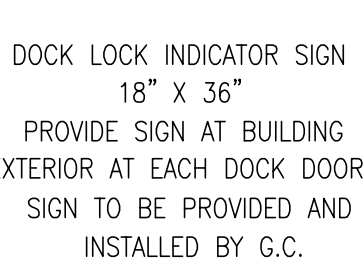 DOCK LOCK INDICATOR SIGN
18” X 36”
PROVIDE SIGN AT BUILDING
EXTERIOR AT EACH DOCK DOOR
SIGN TO BE PROVIDED AND
INSTALLED BY G.C.